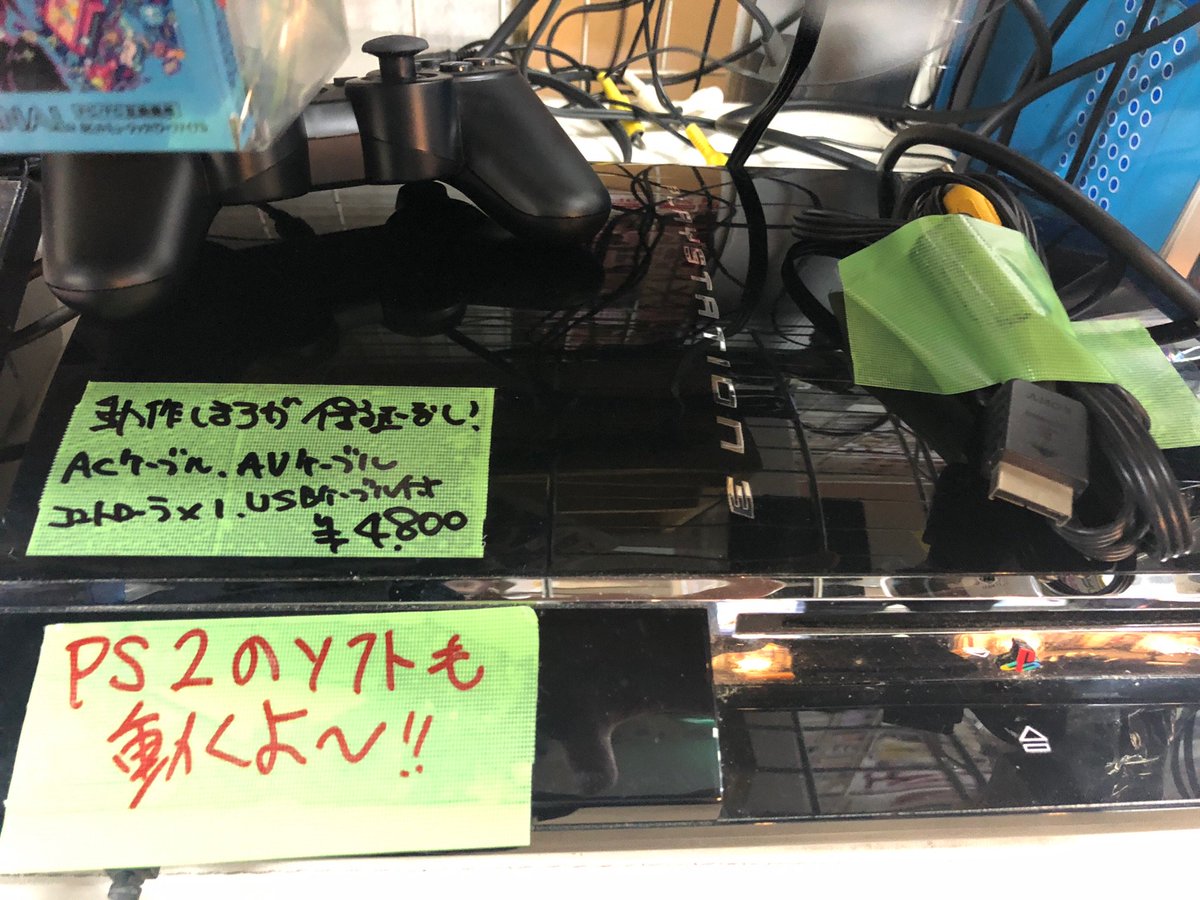 PLAYSTATION 3
動作しまろが保証なし!
ACケーブル、AVケーブル
コントローラ×1、USBケーブル付
¥4,800
PS2のソフトも
動くよ〜!!